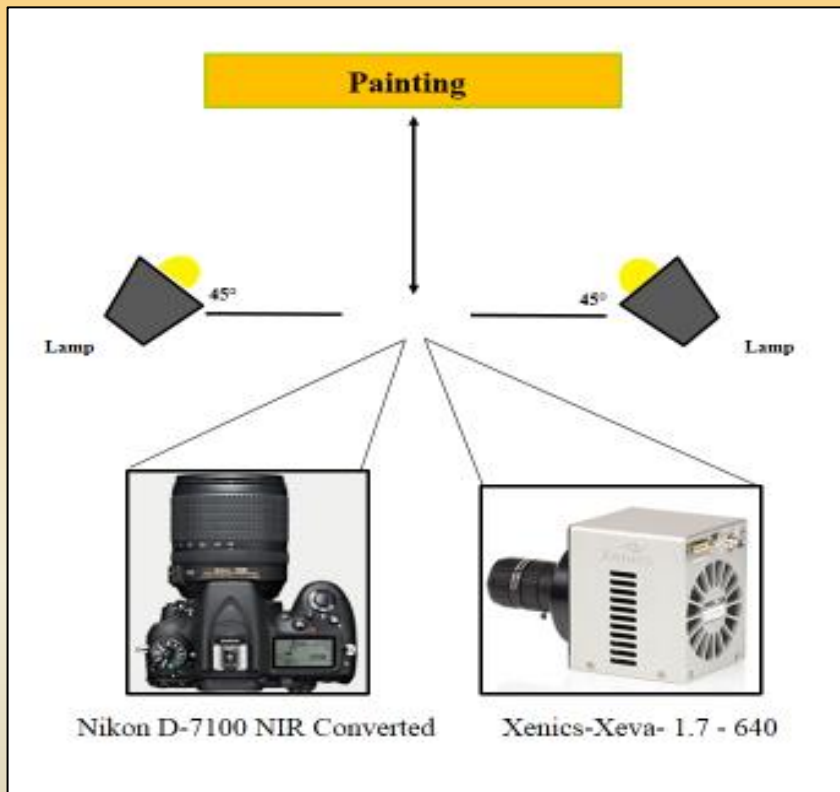 Painting
45°
45°
Lamp
Lamp
Nikon D-7100 NIR Converted
Xenics-Xeva- 1.7 - 640